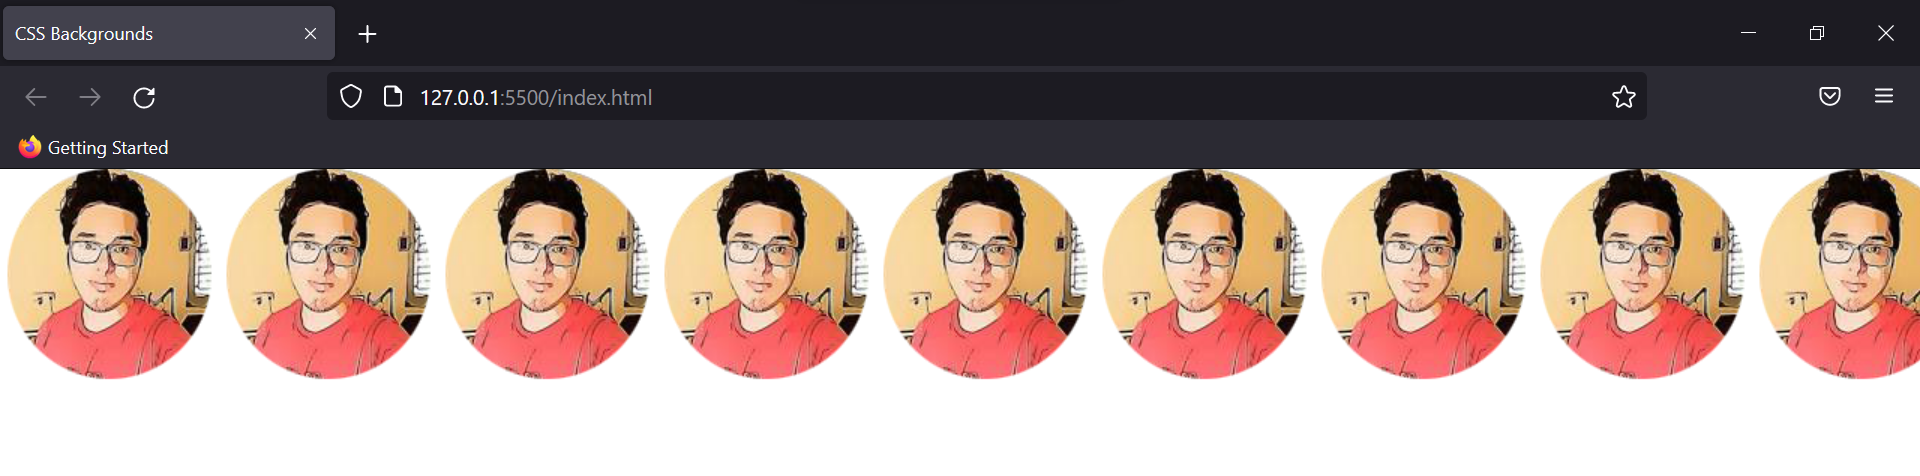 CSS Backgrounds
127.0.0.1:5500/index.html
Getting Started